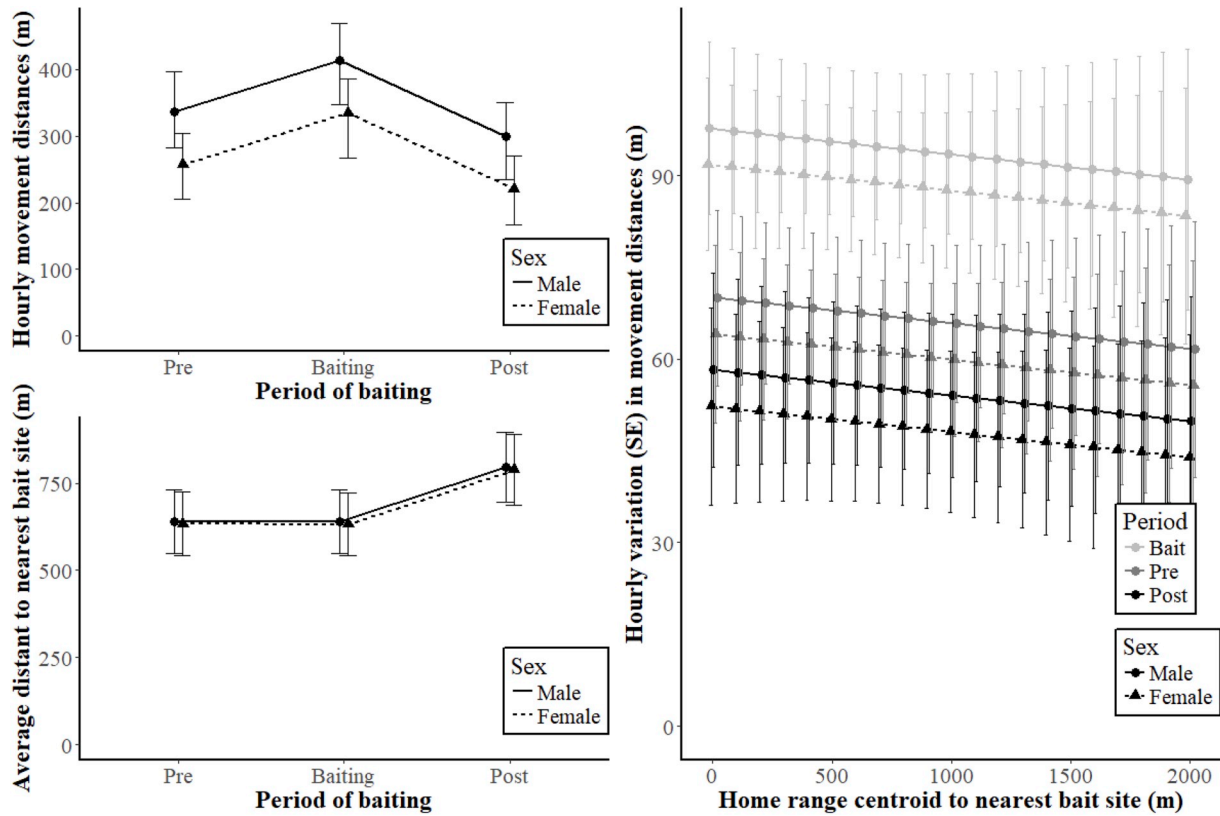 Hourly movement distances (m)
400
300
200
100
0
Sex
Male
Female
Pre
Baiting
Post
Period of baiting
Average distant to nearest bait site (m)
750
500
250
0
Sex
Male
Female
Pre
Baiting
Post
Period of baiting
Hourly variation (SE) in movement distances (m)
90
60
30
0
Period
Bait
Pre
Post
Sex
Male
Female
0
500
1000
1500
2000
Home range centroid to nearest bait site (m)